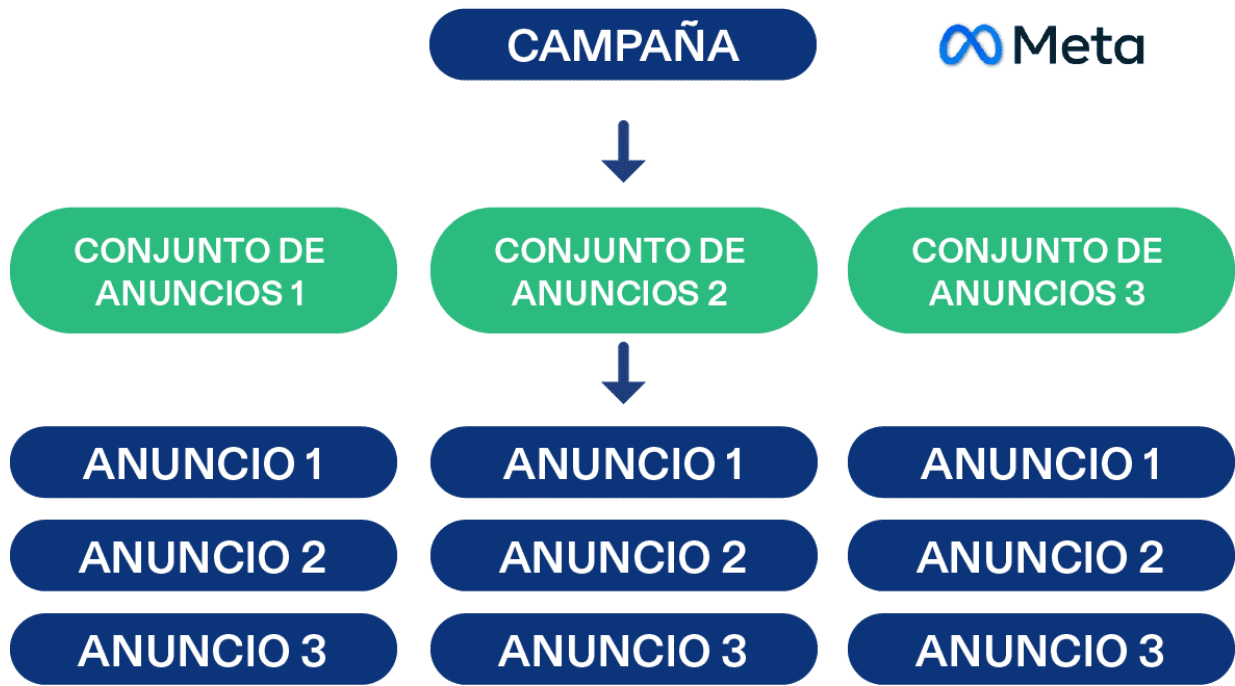 CAMPAÑA
Meta
CONJUNTO DE
ANUNCIOS 1
CONJUNTO DE
ANUNCIOS 2
CONJUNTO DE
ANUNCIOS 3
ANUNCIO 1
ANUNCIO 1
ANUNCIO 1
ANUNCIO 2
ANUNCIO 2
ANUNCIO 2
ANUNCIO 3
ANUNCIO 3
ANUNCIO 3